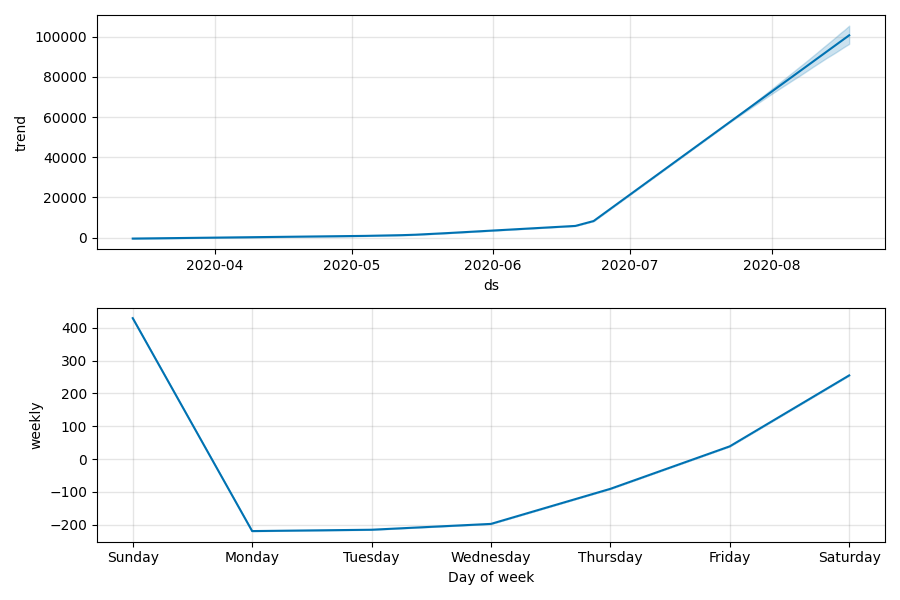 100000
80000
60000
40000
20000
0
trend
2020-04 2020-05 2020-06 2020-07 2020-08
ds
400
300
200
100
0
−100
−200
weekly
Sunday Monday Tuesday Wednesday Thursday Friday Saturday
Day of week